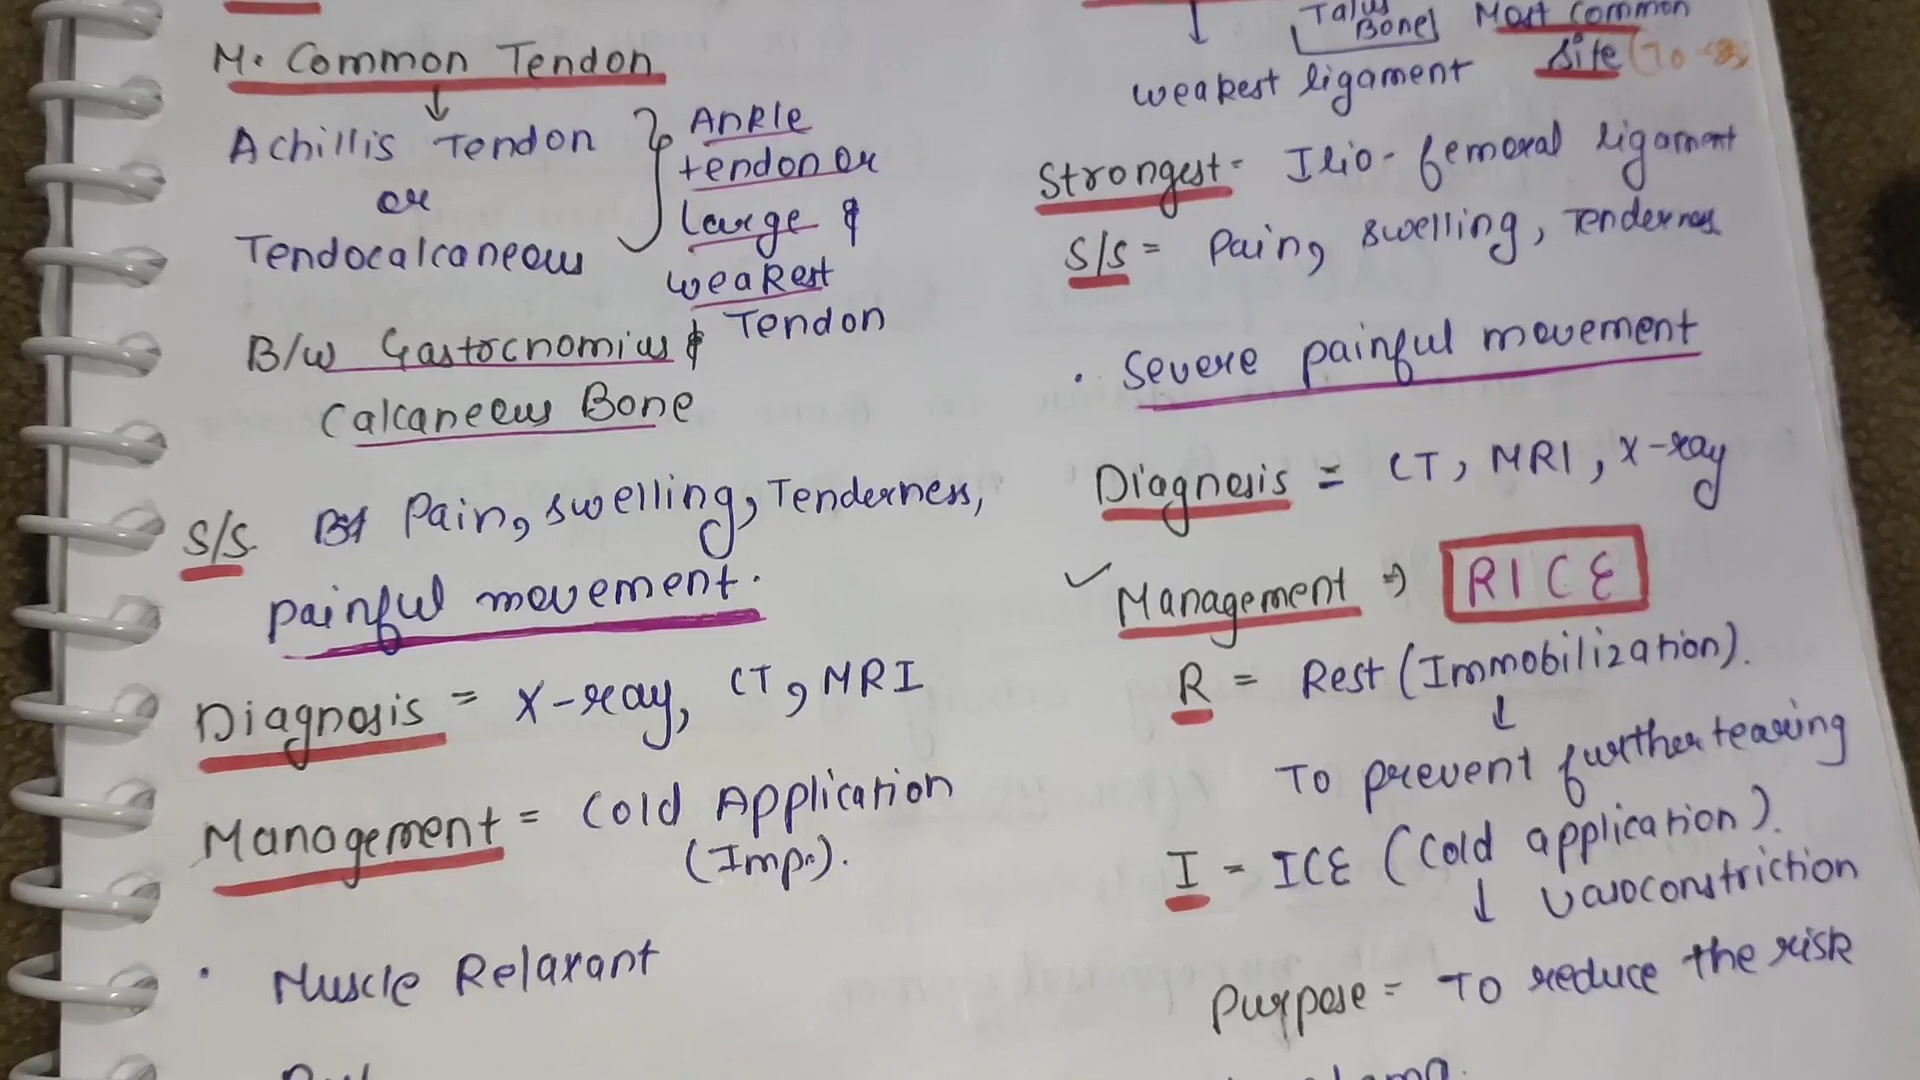 M. Common Tendon
↓
Achillis Tendon
or
Tendocalcaneous
Ankle
tendon or
Large &
weakest
Tendon
B/w Gastocnomius &
Calcaneous Bone
S/S Pain, swelling, Tenderness,
painful movement.
Diagnosis = X-ray, CT, MRI
Management = Cold Application
(Imp.).
• Muscle Relaxant
↓ Talus Bone Most Common
weakest ligament Site
Strongest - Ilio-femoral ligament
S/S = Pain, swelling, Tenderness
• Severe painful movement
Diagnosis = CT, MRI, X-ray
✓ Management ⇒ RICE
R = Rest (Immobilization).
↓
To prevent further tearing
I - ICE (Cold application).
↓ Vasoconstriction
Purpose = To reduce the risk